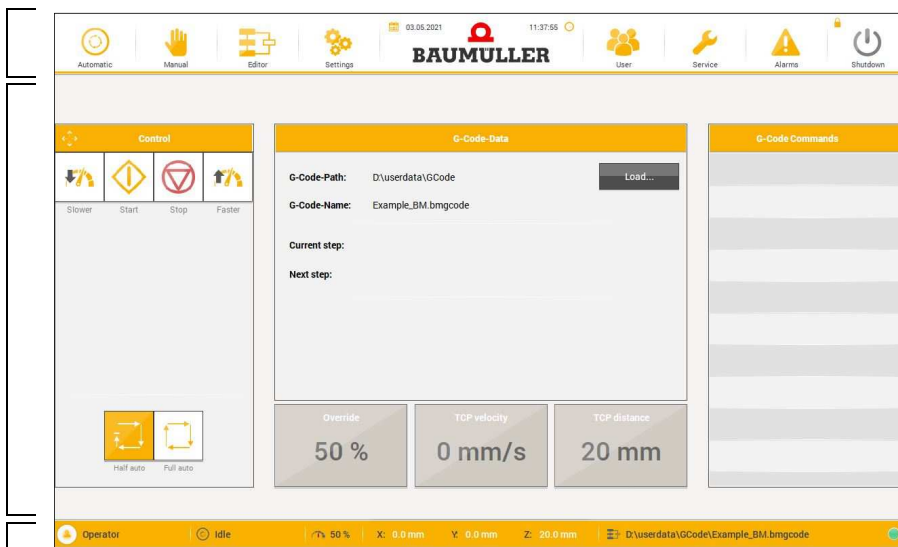 03.05.2021 11:37:55
BAUMÜLLER
Automatic Manual Editor Settings User Service Alarms Shutdown
Control
Slower Start Stop Faster
Half auto Full auto
G-Code-Data
G-Code-Path: D:\userdata\GCode Load...
G-Code-Name: Example_BM.bmgcode
Current step:
Next step:
Override TCP velocity TCP distance
50 % 0 mm/s 20 mm
G-Code Commands
Operator Idle 50 % X: 0.0 mm Y: 0.0 mm Z: 20.0 mm D:\userdata\GCode\Example_BM.bmgcode